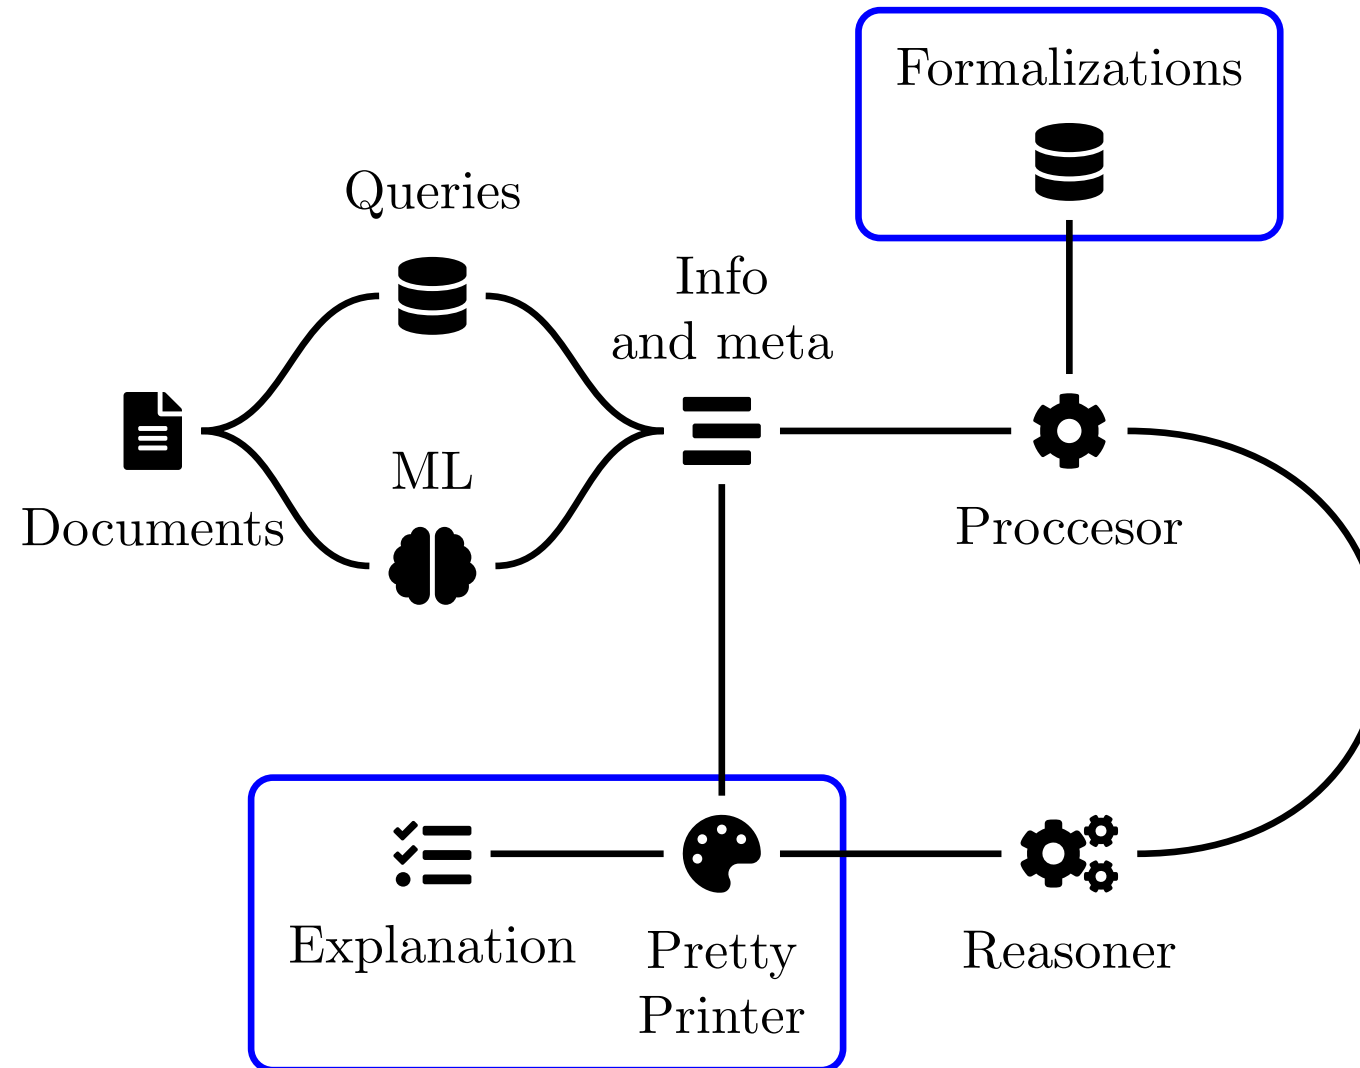 Formalizations
Queries
Info
and meta
ML
Documents
Proccesor
Explanation
Pretty
Printer
Reasoner